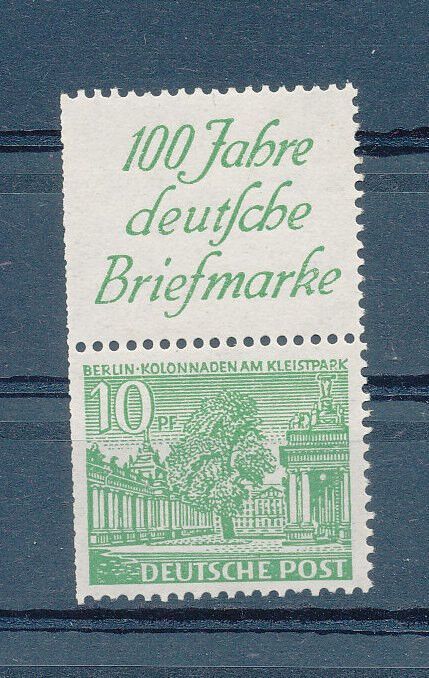 100 Jahre
deutſche
Briefmarke
BERLIN·KOLONNADEN AM KLEISTPARK
10 PF
DEUTSCHE POST